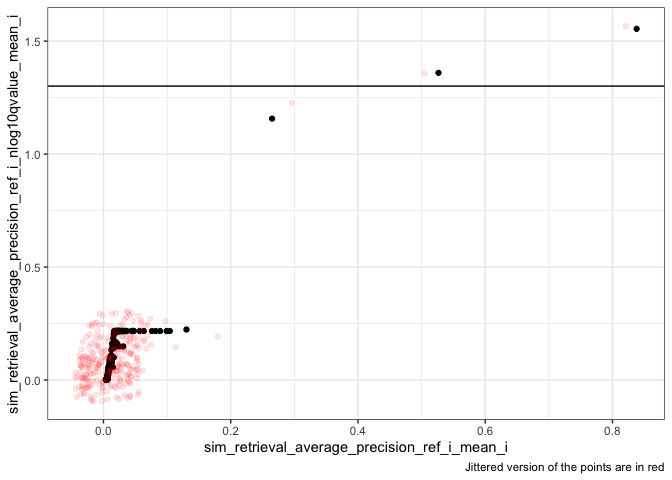 sim_retrieval_average_precision_ref_i_nlog10qvalue_mean_i
1.5
1.0
0.5
0.0
0.0 0.2 0.4 0.6 0.8
sim_retrieval_average_precision_ref_i_mean_i
Jittered version of the points are in red